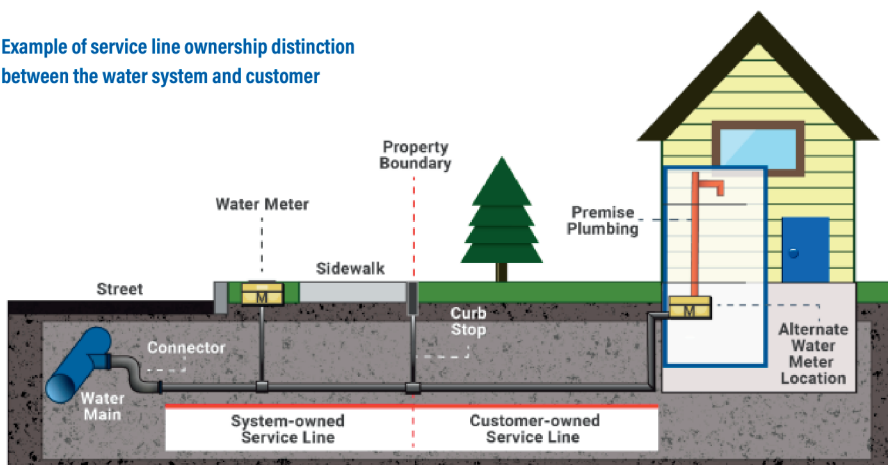 Example of service line ownership distinction
between the water system and customer
Property
Boundary
Water Meter
Premise
Plumbing
Sidewalk
Street
M
Curb
Stop
M
Connector
Alternate
Water
Meter
Location
Water
Main
System-owned
Service Line
Customer-owned
Service Line